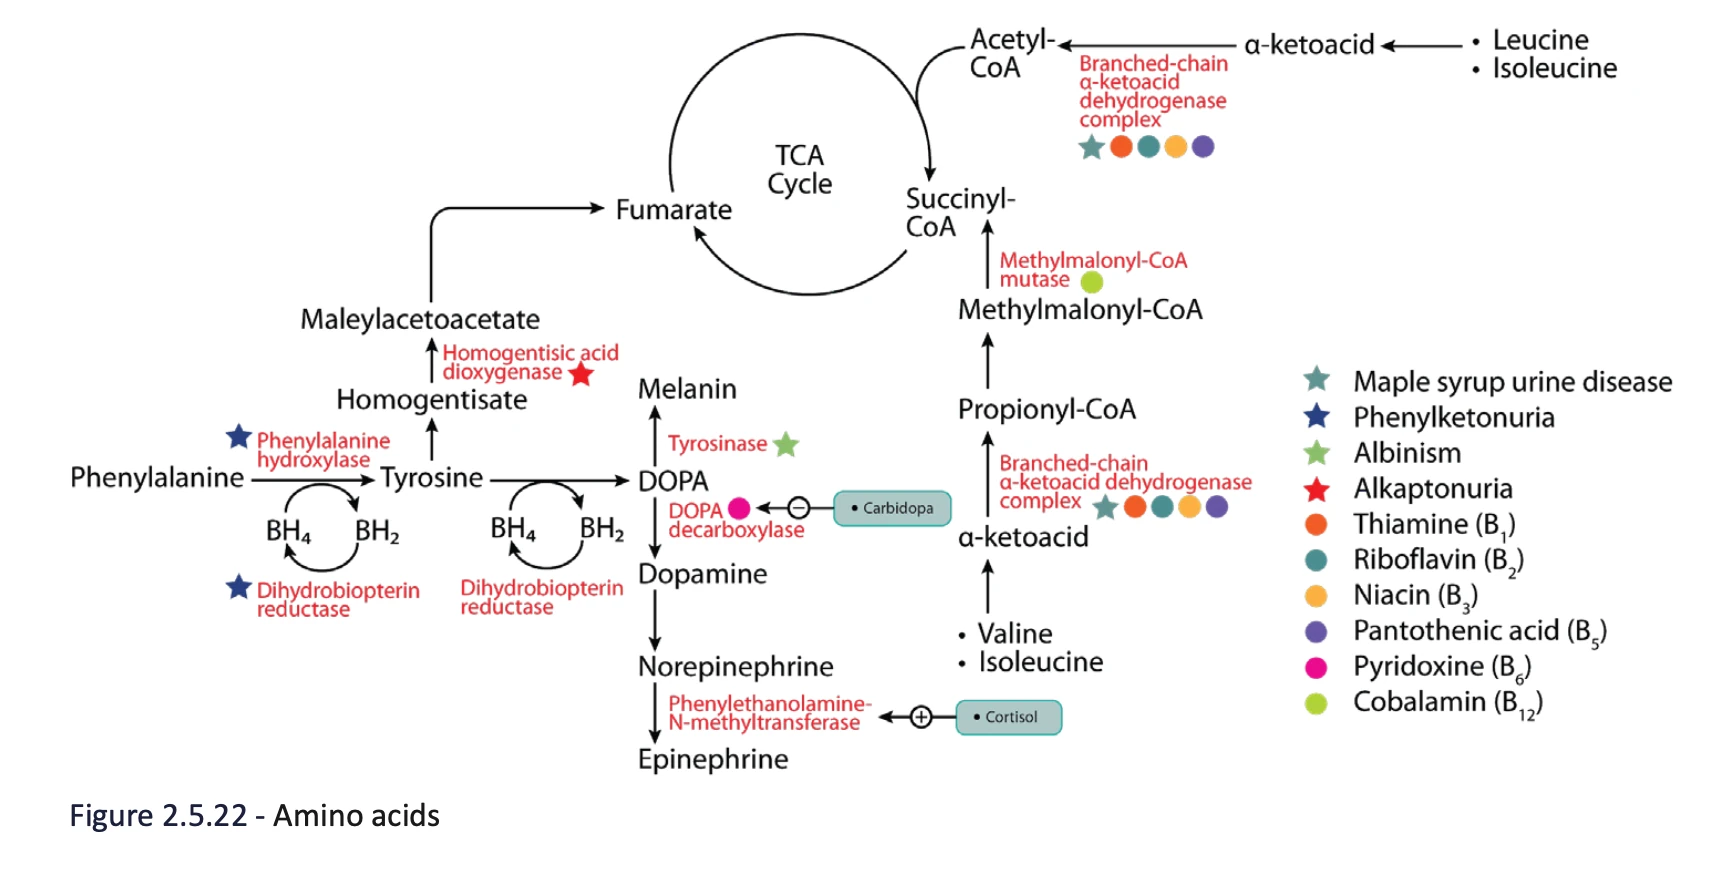 Acetyl-
CoA
α-ketoacid
• Leucine
• Isoleucine
Branched-chain
α-ketoacid
dehydrogenase
complex
TCA
Cycle
Fumarate
Succinyl-
CoA
Methylmalonyl-CoA
mutase
Methylmalonyl-CoA
Maleylacetoacetate
Homogentisic acid
dioxygenase
Homogentisate
Melanin
Propionyl-CoA
Phenylalanine
hydroxylase
Tyrosinase
Phenylalanine
Tyrosine
DOPA
Branched-chain
α-ketoacid dehydrogenase
complex
BH₄
BH₂
BH₄
BH₂
DOPA
decarboxylase
• Carbidopa
α-ketoacid
Dihydrobiopterin
reductase
Dihydrobiopterin
reductase
Dopamine
• Valine
• Isoleucine
Norepinephrine
Phenylethanolamine-
N-methyltransferase
• Cortisol
Epinephrine
Maple syrup urine disease
Phenylketonuria
Albinism
Alkaptonuria
Thiamine (B₁)
Riboflavin (B₂)
Niacin (B₃)
Pantothenic acid (B₅)
Pyridoxine (B₆)
Cobalamin (B₁₂)
Figure 2.5.22 - Amino acids